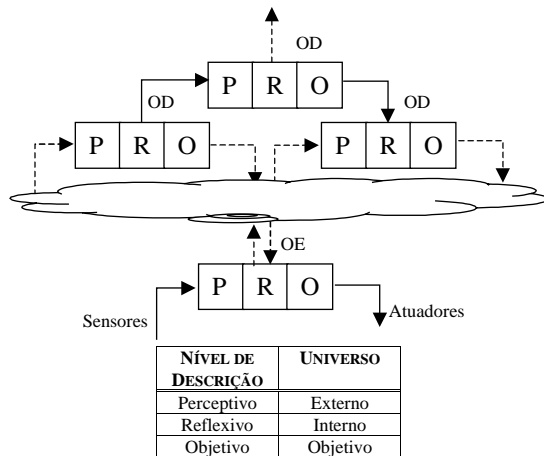 OD
P R O
OD
OD
P R O
P R O
OE
P R O
Sensores
Atuadores
NÍVEL DE DESCRIÇÃO
UNIVERSO
Perceptivo Externo
Reflexivo Interno
Objetivo Objetivo